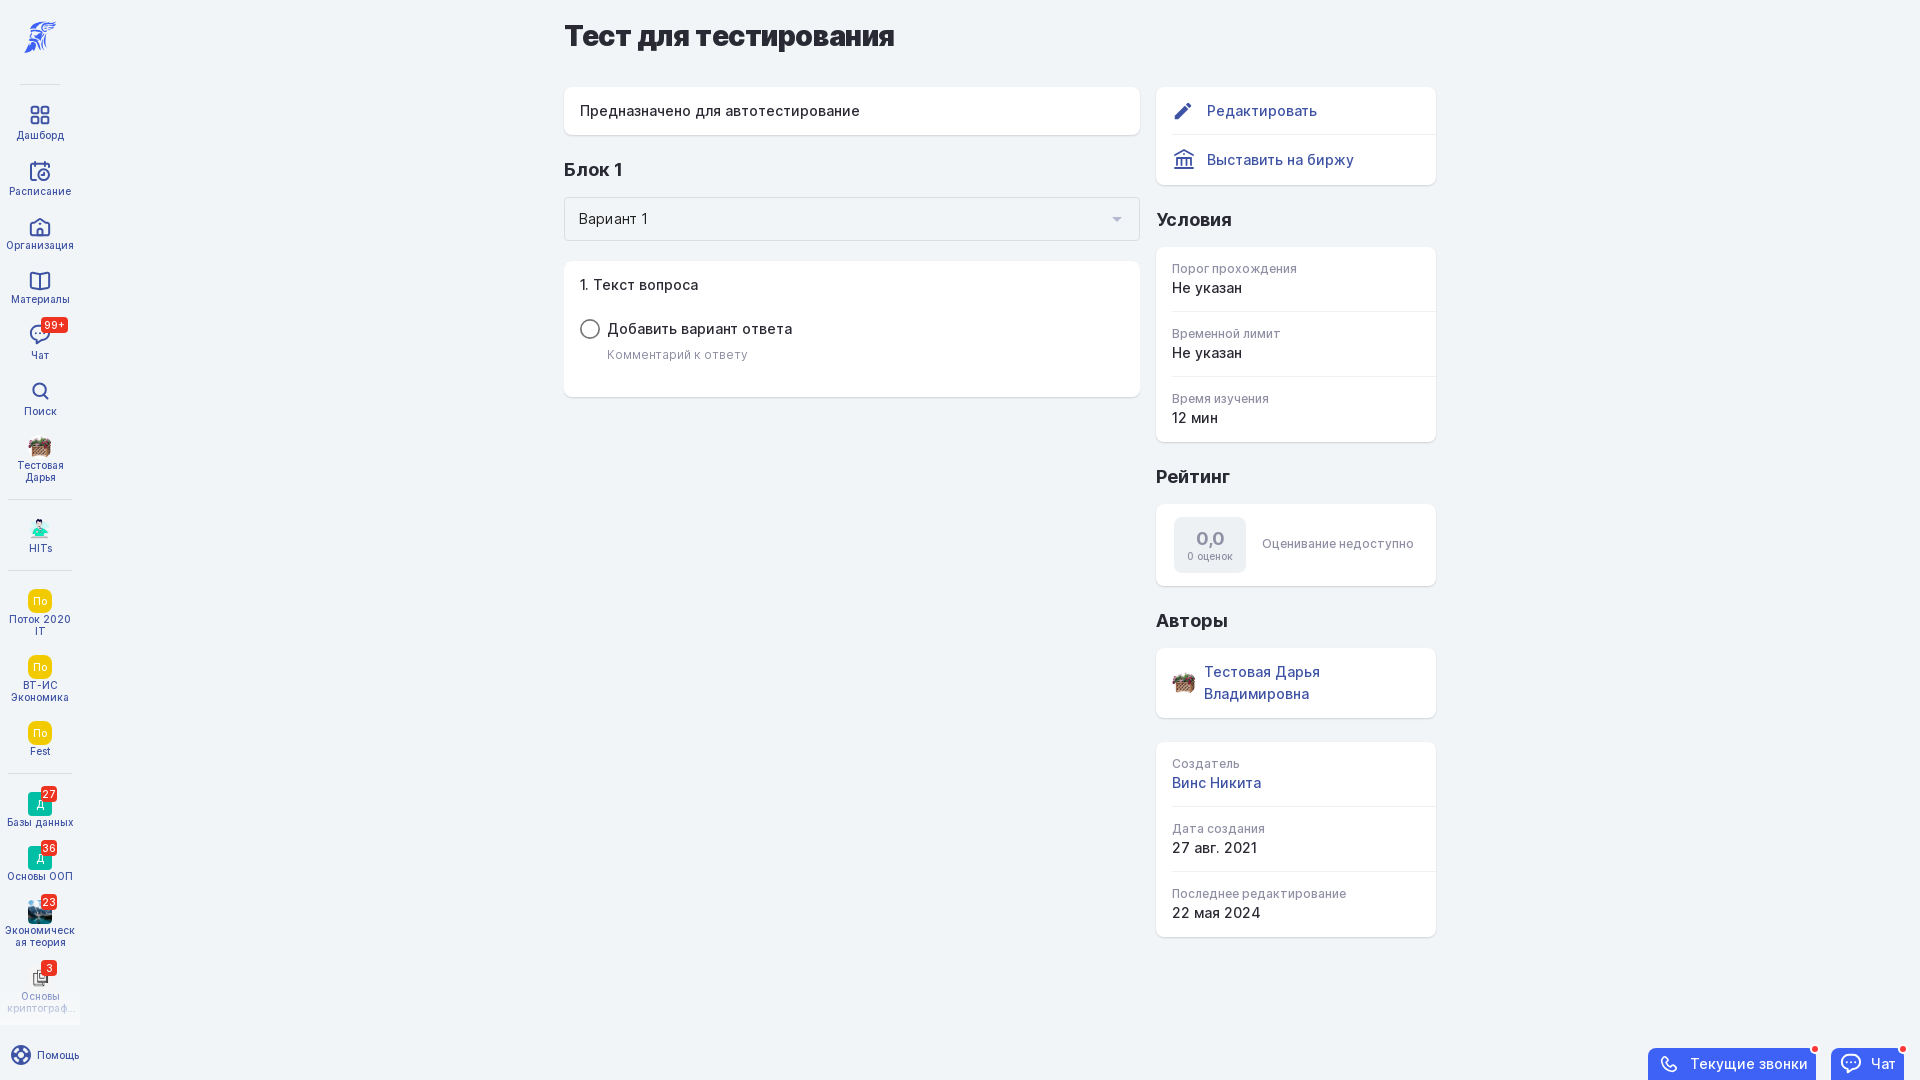 Тест для тестирования
Дашборд
Расписание
Организация
Материалы
99+
Чат
Поиск
Тестовая
Дарья
HITs
По
Поток 2020
IT
По
ВТ-ИС
Экономика
По
Fest
27
Д
Базы данных
36
Д
Основы ООП
23
Экономическ
ая теория
3
Основы
криптограф...
Помощь
Предназначено для автотестирование
Блок 1
Вариант 1
1. Текст вопроса
Добавить вариант ответа
Комментарий к ответу
Редактировать
Выставить на биржу
Условия
Порог прохождения
Не указан
Временной лимит
Не указан
Время изучения
12 мин
Рейтинг
0,0
0 оценок
Оценивание недоступно
Авторы
Тестовая Дарья
Владимировна
Создатель
Винс Никита
Дата создания
27 авг. 2021
Последнее редактирование
22 мая 2024
Текущие звонки
Чат